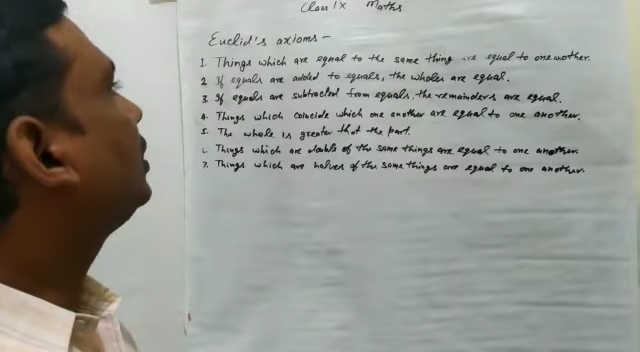 Class IX Maths
Euclid's axioms -
1. Things which are equal to the same thing are equal to one another.
2 If equals are added to equals, the wholes are equal.
3 If equals are subtracted from equals, the remainders are equal.
4. Things which coincide which one another are equal to one another.
5. The whole is greater that the part.
6. Things which are double of the same things are equal to one another.
7. Things which are halves of the same things are equal to one another.